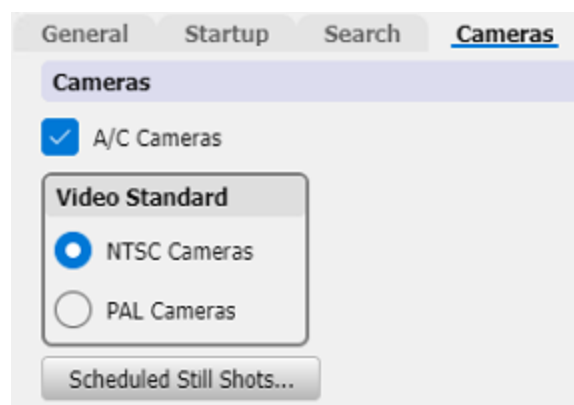 General Startup Search Cameras
Cameras
A/C Cameras
Video Standard
NTSC Cameras
PAL Cameras
Scheduled Still Shots...